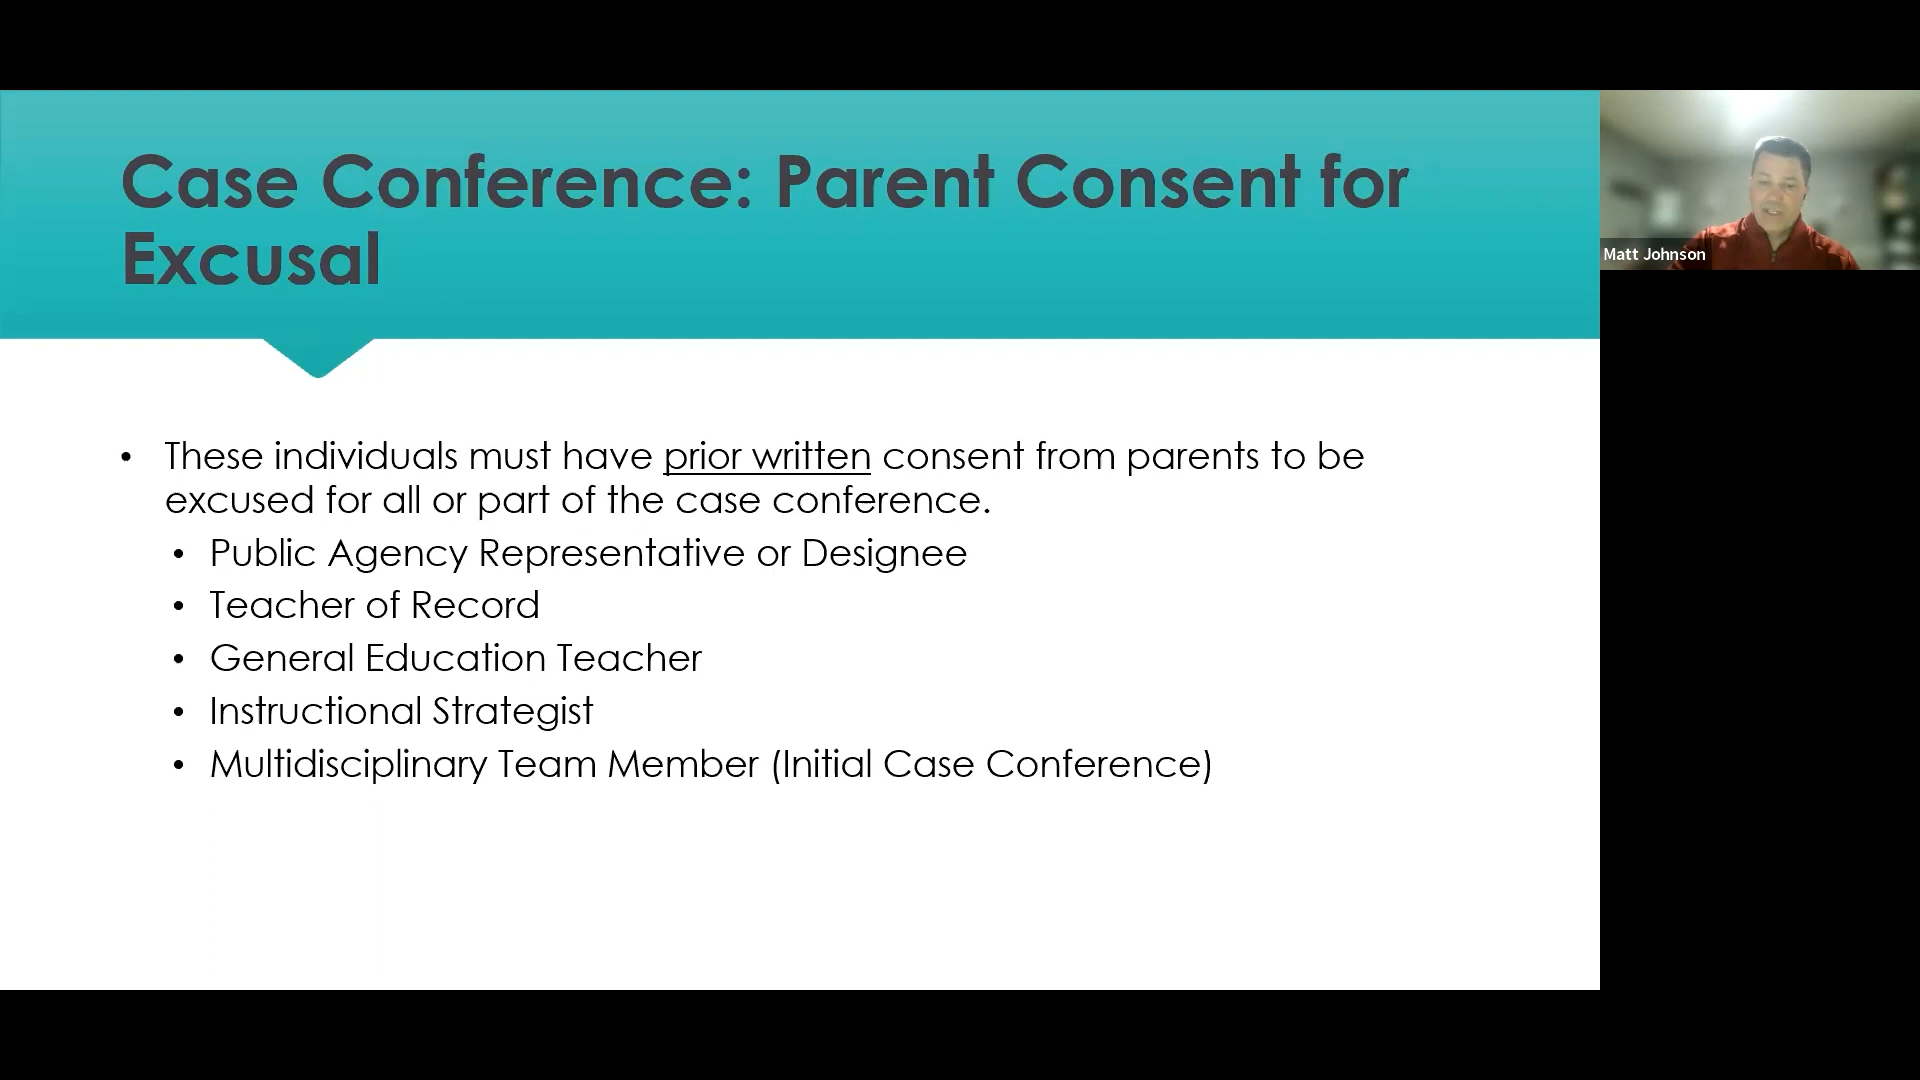 Case Conference: Parent Consent for
Excusal
Matt Johnson
• These individuals must have prior written consent from parents to be
excused for all or part of the case conference.
• Public Agency Representative or Designee
• Teacher of Record
• General Education Teacher
• Instructional Strategist
• Multidisciplinary Team Member (Initial Case Conference)